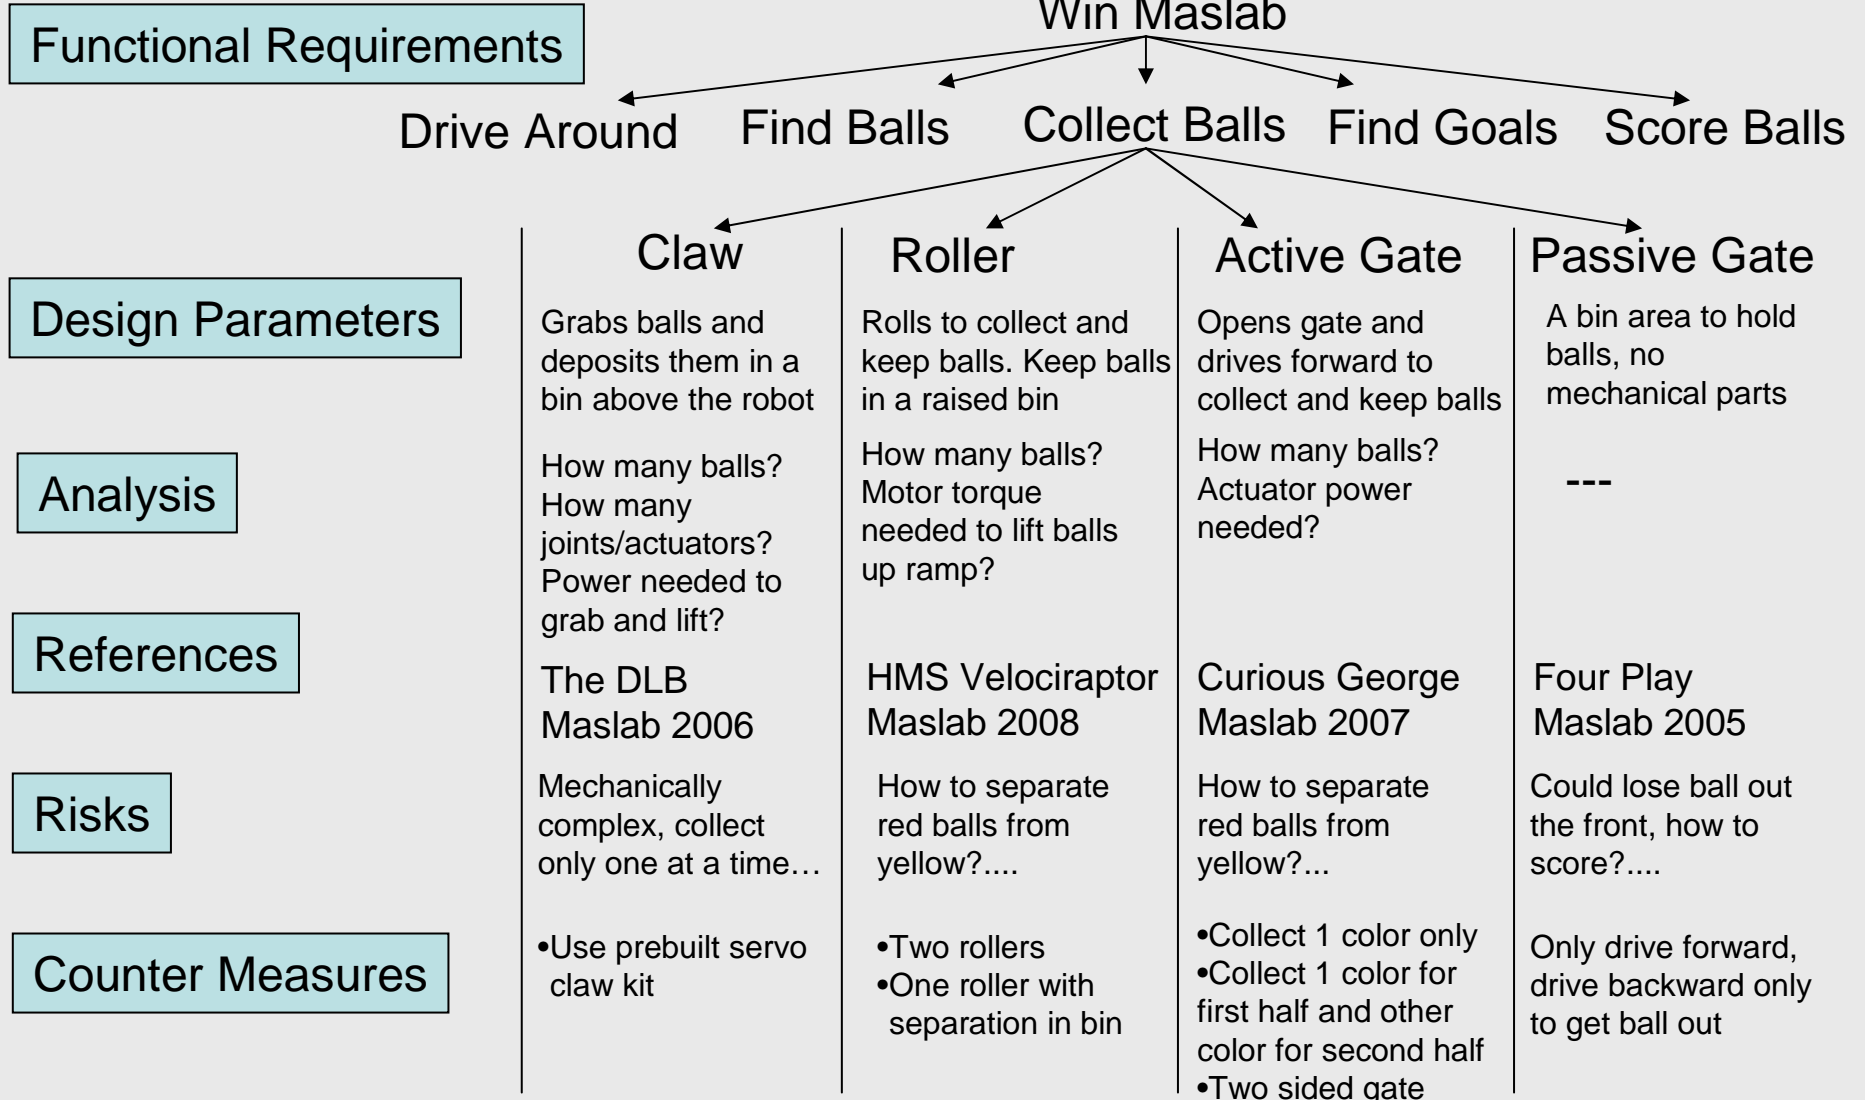 Win Maslab
Functional Requirements
Drive Around
Find Balls
Collect Balls
Find Goals
Score Balls
Claw
Roller
Active Gate
Passive Gate
Design Parameters
Grabs balls and
deposits them in a
bin above the robot
Rolls to collect and
keep balls. Keep balls
in a raised bin
Opens gate and
drives forward to
collect and keep balls
A bin area to hold
balls, no
mechanical parts
Analysis
How many balls?
How many
joints/actuators?
Power needed to
grab and lift?
How many balls?
Motor torque
needed to lift balls
up ramp?
How many balls?
Actuator power
needed?
---
References
The DLB
Maslab 2006
HMS Velociraptor
Maslab 2008
Curious George
Maslab 2007
Four Play
Maslab 2005
Risks
Mechanically
complex, collect
only one at a time…
How to separate
red balls from
yellow?....
How to separate
red balls from
yellow?...
Could lose ball out
the front, how to
score?....
Counter Measures
•Use prebuilt servo
claw kit
•Two rollers
•One roller with
separation in bin
•Collect 1 color only
•Collect 1 color for
first half and other
color for second half
•Two sided gate
Only drive forward,
drive backward only
to get ball out